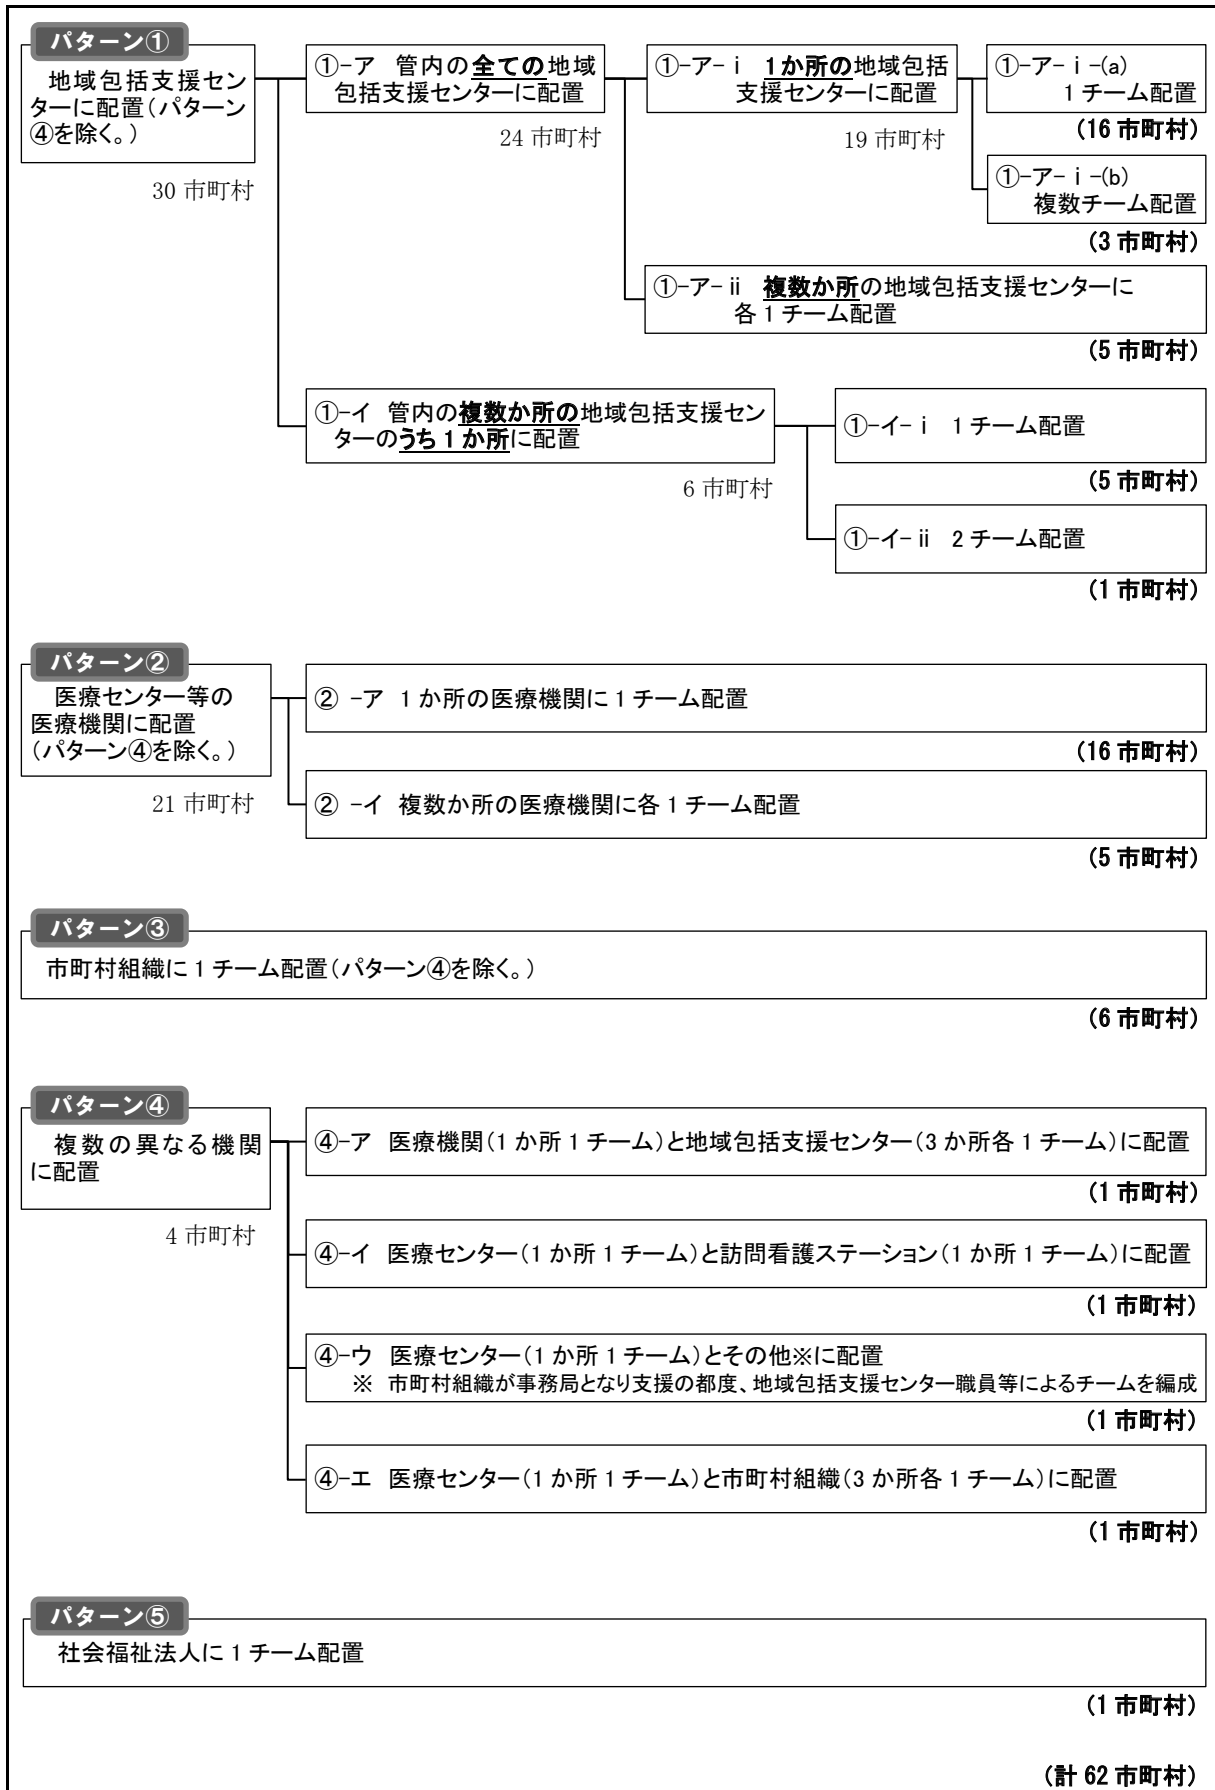 パターン①
地域包括支援セン
ターに配置(パターン
④を除く。)
30 市町村
①-ア 管内の全ての地域
包括支援センターに配置
24 市町村
①-ア-ⅰ 1か所の地域包括
支援センターに配置
19 市町村
①-ア-ⅰ-(a)
1 チーム配置
(16 市町村)
①-ア-ⅰ-(b)
複数チーム配置
(3 市町村)
①-ア-ⅱ 複数か所の地域包括支援センターに
各 1 チーム配置
(5 市町村)
①-イ 管内の複数か所の地域包括支援セン
ターのうち 1 か所に配置
6 市町村
①-イ-ⅰ 1 チーム配置
(5 市町村)
①-イ-ⅱ 2 チーム配置
(1 市町村)
パターン②
医療センター等の
医療機関に配置
(パターン④を除く。)
21 市町村
② -ア 1 か所の医療機関に 1 チーム配置
(16 市町村)
② -イ 複数か所の医療機関に各 1 チーム配置
(5 市町村)
パターン③
市町村組織に 1 チーム配置(パターン④を除く。)
(6 市町村)
パターン④
複数の異なる機関
に配置
4 市町村
④-ア 医療機関(1 か所 1 チーム)と地域包括支援センター(3 か所各 1 チーム)に配置
(1 市町村)
④-イ 医療センター(1 か所 1 チーム)と訪問看護ステーション(1 か所 1 チーム)に配置
(1 市町村)
④-ウ 医療センター(1 か所 1 チーム)とその他※に配置
※ 市町村組織が事務局となり支援の都度、地域包括支援センター職員等によるチームを編成
(1 市町村)
④-エ 医療センター(1 か所 1 チーム)と市町村組織(3 か所各 1 チーム)に配置
(1 市町村)
パターン⑤
社会福祉法人に 1 チーム配置
(1 市町村)
(計 62 市町村)